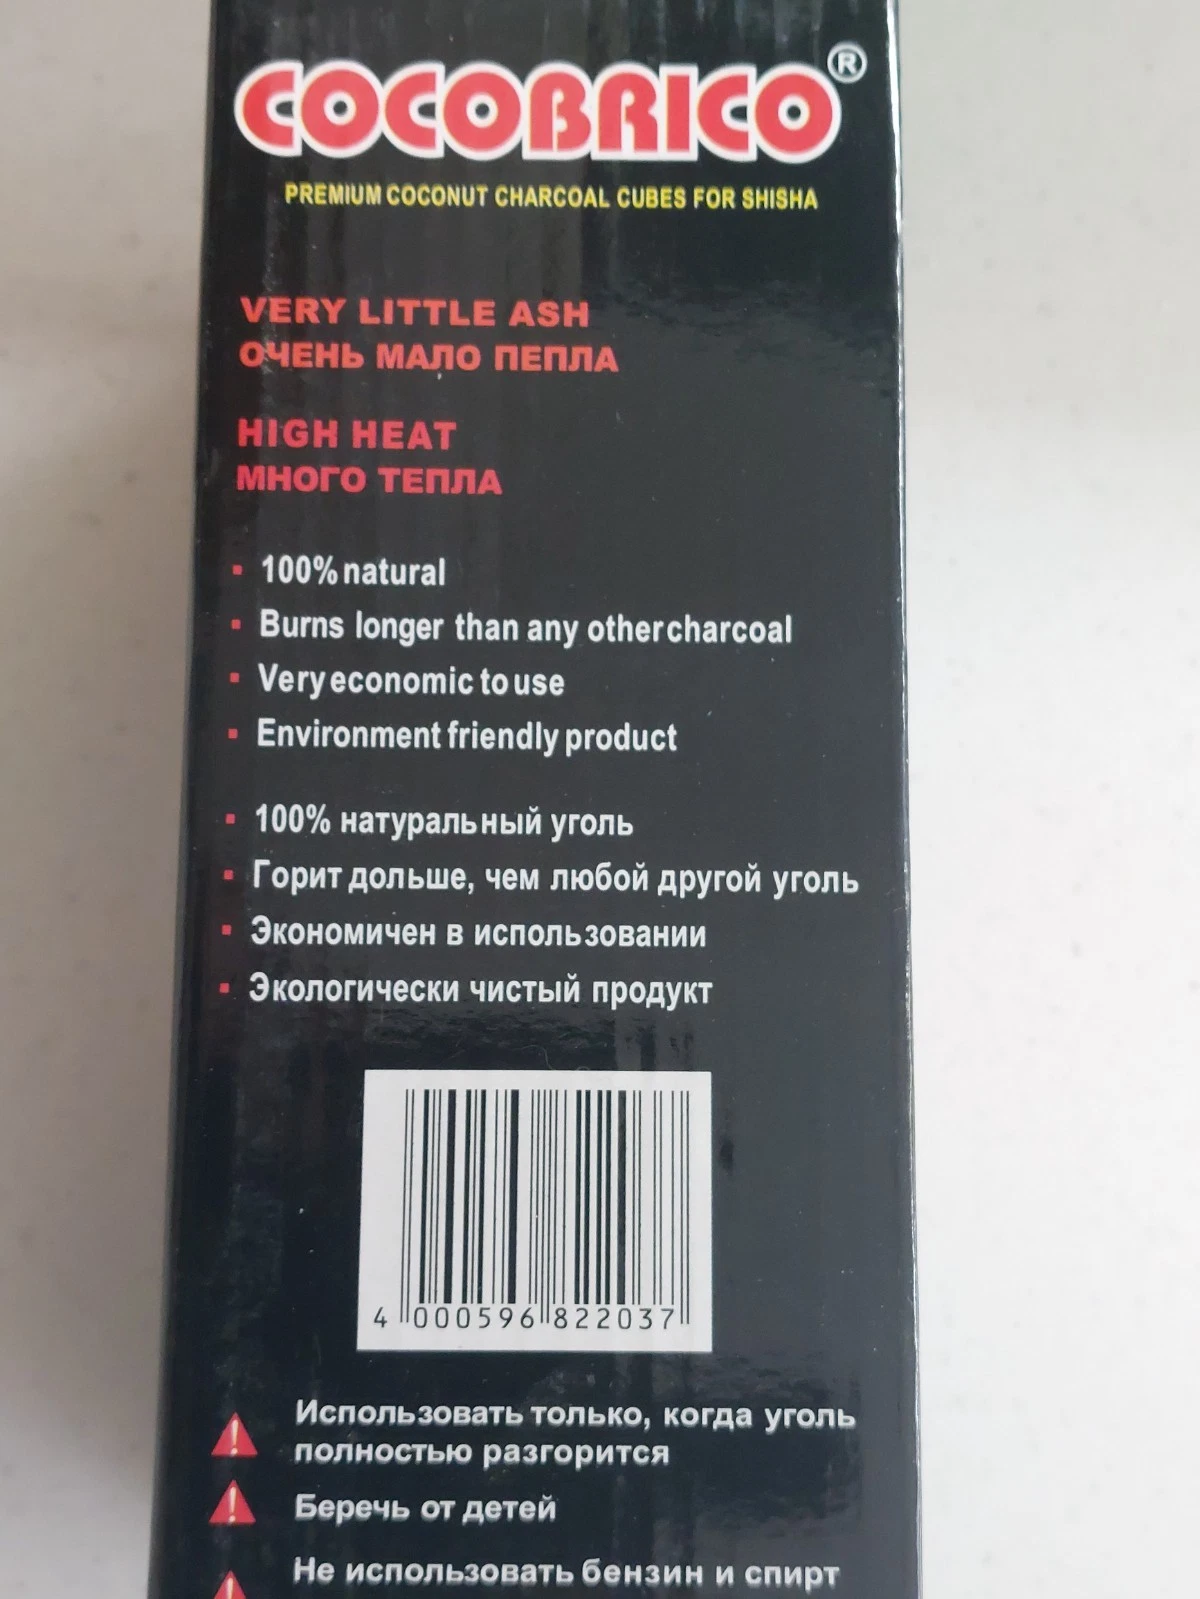 COCOBRICO®
PREMIUM COCONUT CHARCOAL CUBES FOR SHISHA
VERY LITTLE ASH
ОЧЕНЬ МАЛО ПЕПЛА
HIGH HEAT
МНОГО ТЕПЛА
▪ 100% natural
▪ Burns longer than any other charcoal
▪ Very economic to use
▪ Environment friendly product
▪ 100% натуральный уголь
▪ Горит дольше, чем любой другой уголь
▪ Экономичен в использовании
▪ Экологически чистый продукт
4 000596 822037
Использовать только, когда уголь
полностью разгорится
Беречь от детей
Не использовать бензин и спирт